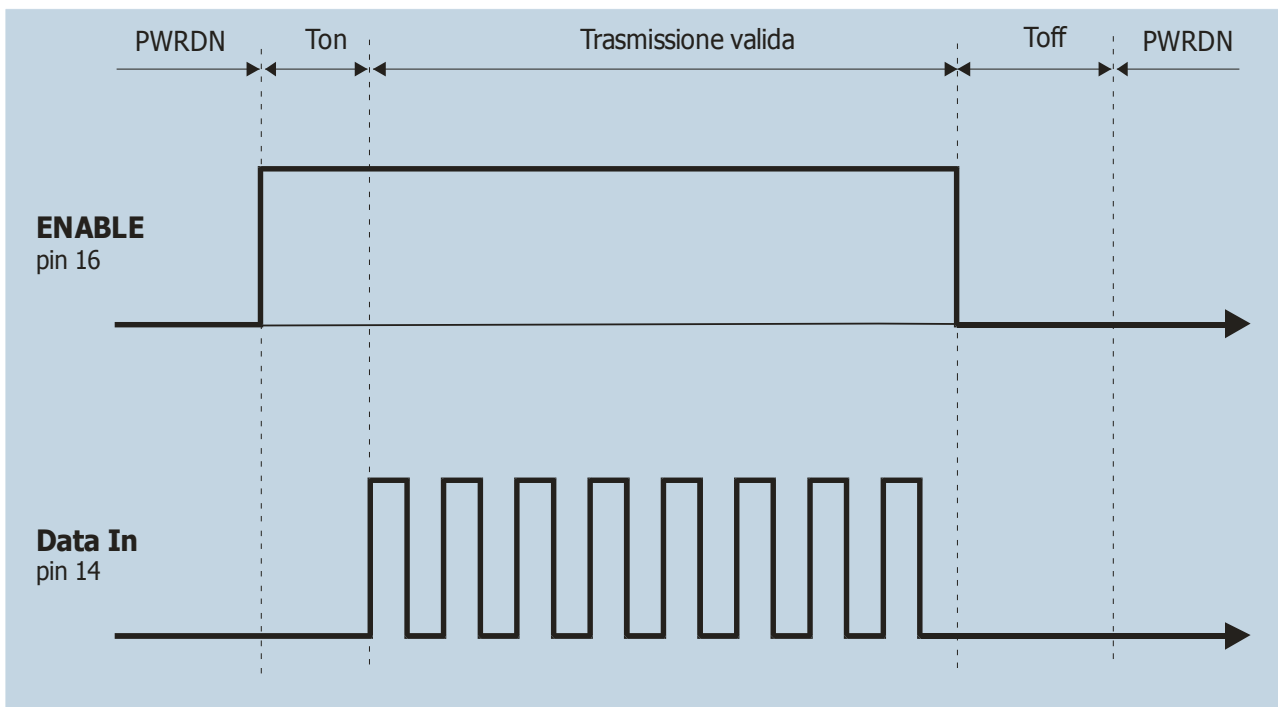 PWRDN Ton Trasmissione valida Toff PWRDN
ENABLE
pin 16
Data In
pin 14